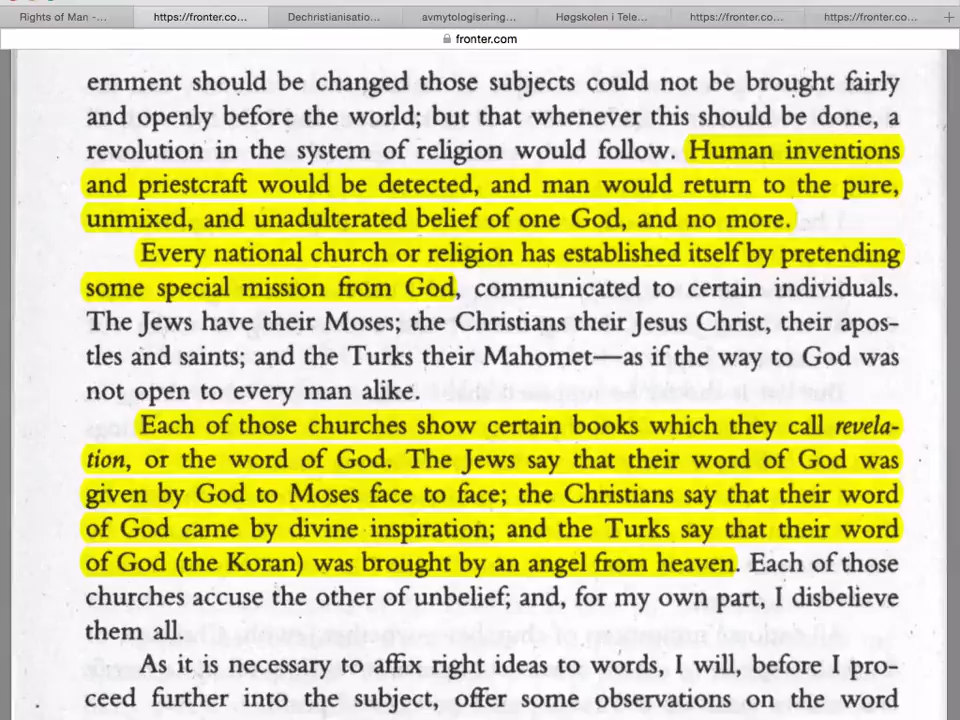 Rights of Man -...
https://fronter.co...
Dechristianisatio...
avmytologisering...
Høgskolen i Tele...
https://fronter.co...
https://fronter.co...
fronter.com
ernment should be changed those subjects could not be brought fairly
and openly before the world; but that whenever this should be done, a
revolution in the system of religion would follow. Human inventions
and priestcraft would be detected, and man would return to the pure,
unmixed, and unadulterated belief of one God, and no more.
Every national church or religion has established itself by pretending
some special mission from God, communicated to certain individuals.
The Jews have their Moses; the Christians their Jesus Christ, their apos-
tles and saints; and the Turks their Mahomet—as if the way to God was
not open to every man alike.
Each of those churches show certain books which they call revela-
tion, or the word of God. The Jews say that their word of God was
given by God to Moses face to face; the Christians say that their word
of God came by divine inspiration; and the Turks say that their word
of God (the Koran) was brought by an angel from heaven. Each of those
churches accuse the other of unbelief; and, for my own part, I disbelieve
them all.
As it is necessary to affix right ideas to words, I will before I pro-
ceed further into the subject, offer some observations on the word